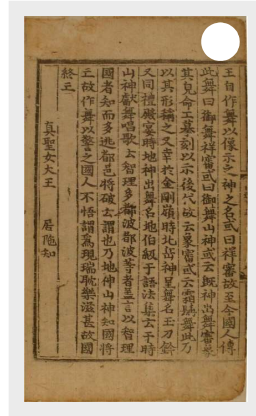 王自作舞以像示之神之名或曰祥審故至今國人傳
此舞曰御舞祥審或曰御舞山神或云旣神出舞審象
其皃命工摹刻以示後代故云象審或云霜髯舞此乃
以其形稱之又幸於金剛嶺時北岳神呈舞名玉刀鈐
又同禮殿宴時地神出舞名地伯級干語法集云于時
山神獻舞唱歌云智理多都波都波等者盖言以智理
國者知而多逃都邑將破云謂也乃地神山神知國將
亡故作舞以警之國人不悟謂爲現瑞耽樂滋甚故國
終亡
真聖女大王 居陁知